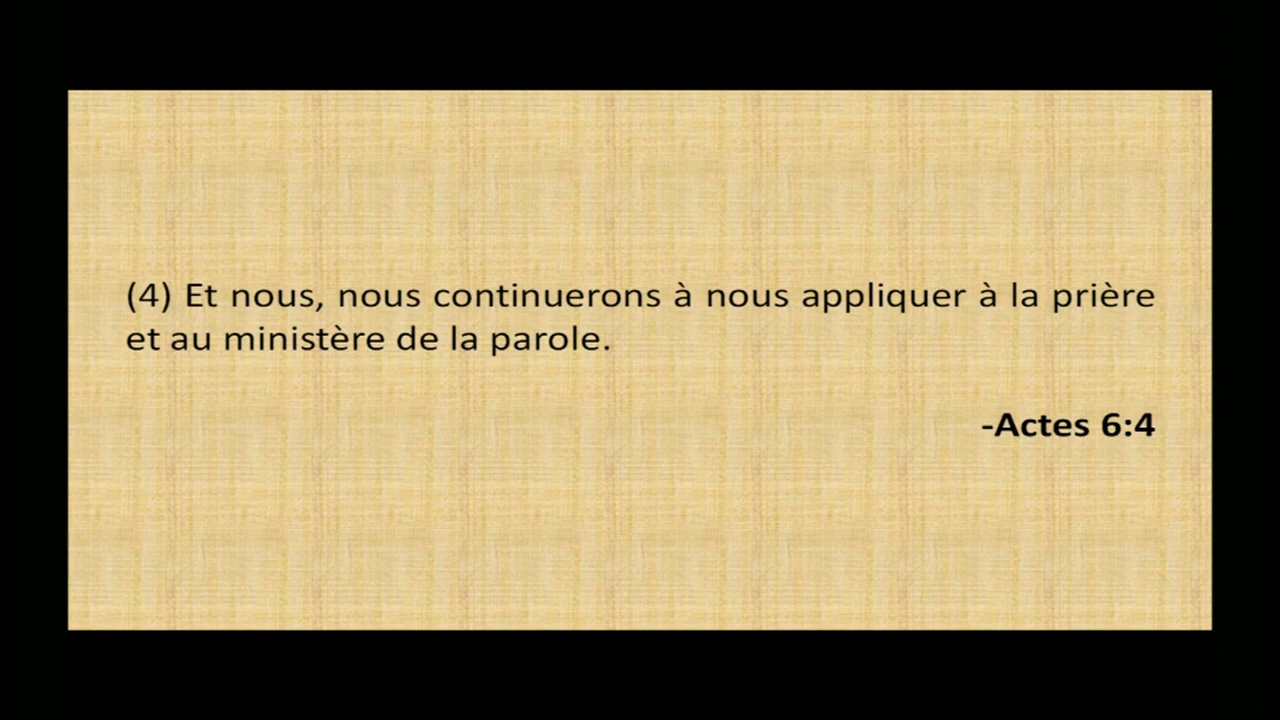 (4) Et nous, nous continuerons à nous appliquer à la prière
et au ministère de la parole.
-Actes 6:4